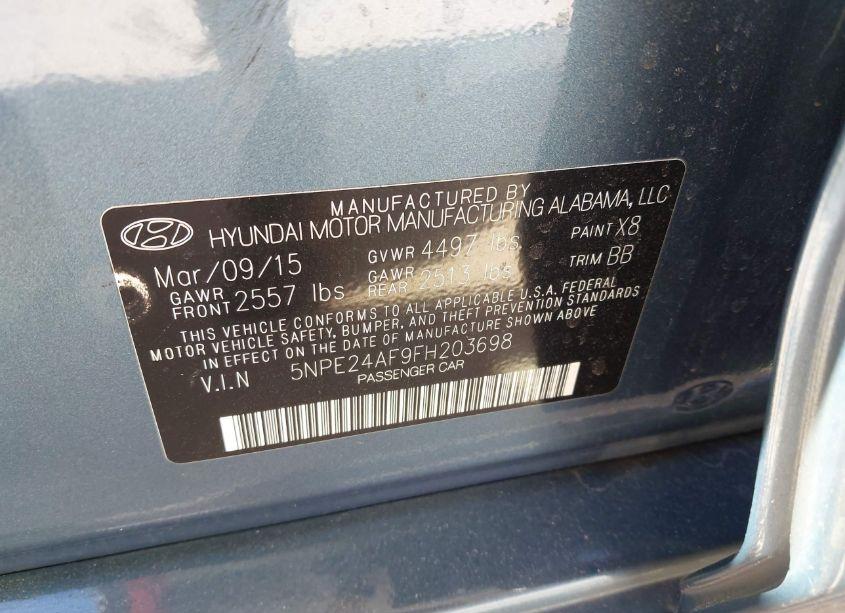 MANUFACTURED BY
HYUNDAI MOTOR MANUFACTURING ALABAMA, LLC
Mar/09/15 GVWR 4497 lbs PAINT X8
GAWR FRONT 2557 lbs GAWR REAR 2513 lbs TRIM BB
THIS VEHICLE CONFORMS TO ALL APPLICABLE U.S.A. FEDERAL
MOTOR VEHICLE SAFETY, BUMPER, AND THEFT PREVENTION STANDARDS
IN EFFECT ON THE DATE OF MANUFACTURE SHOWN ABOVE
V.I.N 5NPE24AF9FH203698
PASSENGER CAR